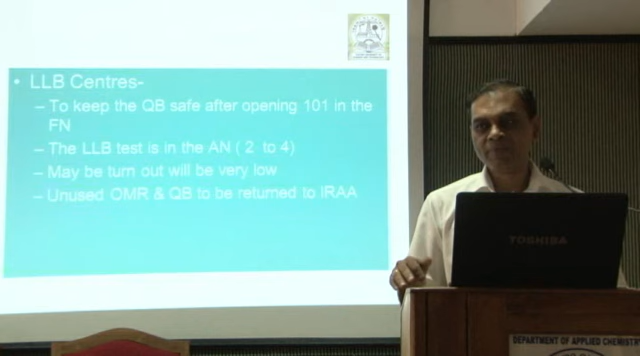 • LLB Centres-
– To keep the QB safe after opening 101 in the
FN
– The LLB test is in the AN ( 2 to 4)
– May be turn out will be very low
– Unused OMR & QB to be returned to IRAA
TOSHIBA
DEPARTMENT OF APPLIED